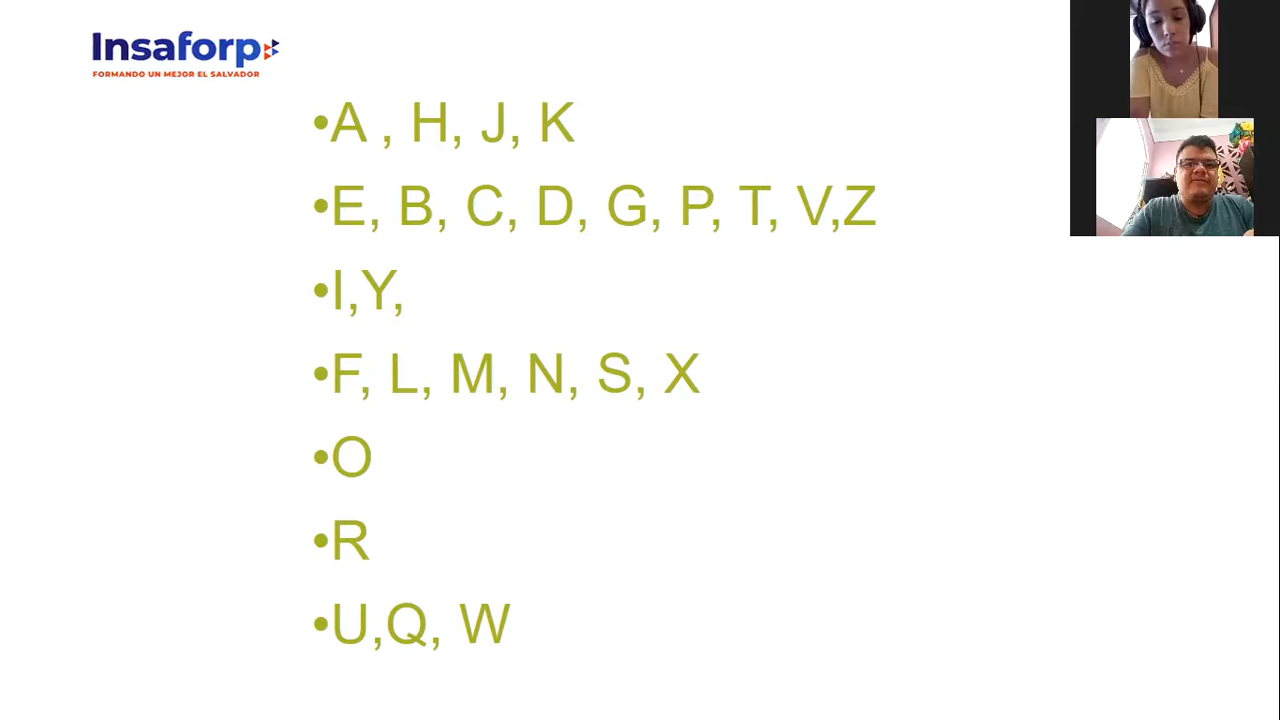 Insaforp
FORMANDO UN MEJOR EL SALVADOR
•A , H, J, K
•E, B, C, D, G, P, T, V,Z
•I,Y,
•F, L, M, N, S, X
•O
•R
•U,Q, W